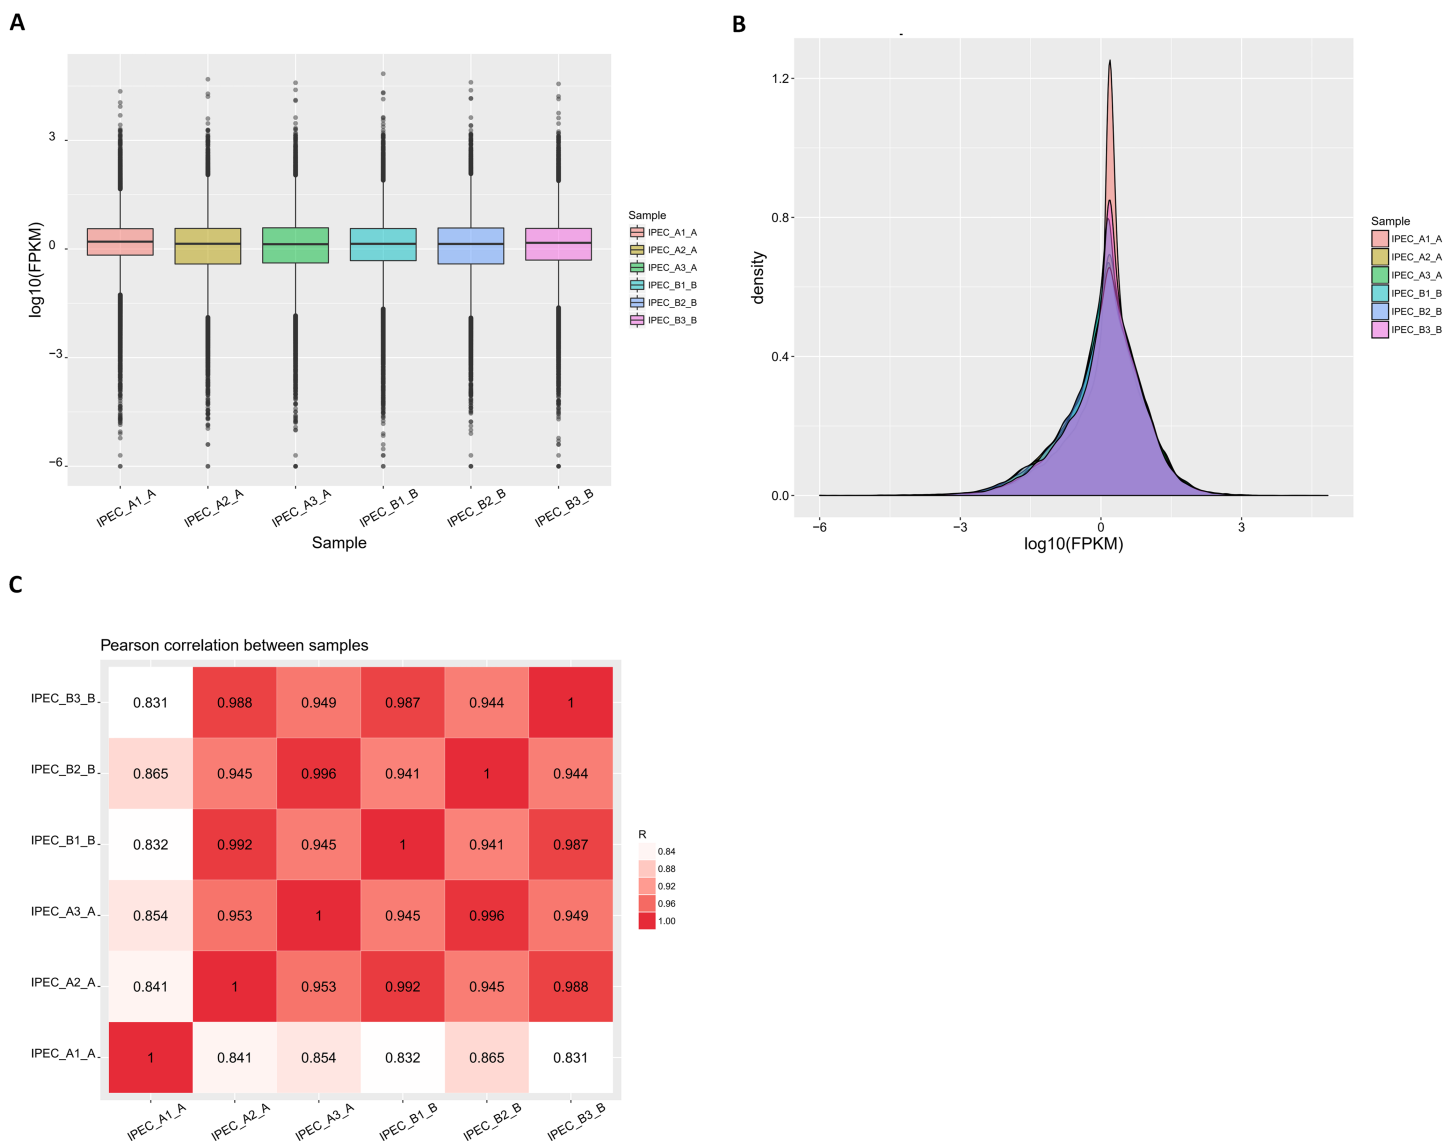 A
3
0
−3
−6
log10(FPKM)
IPEC_A1_A
IPEC_A2_A
IPEC_A3_A
IPEC_B1_B
IPEC_B2_B
IPEC_B3_B
Sample
Sample
IPEC_A1_A
IPEC_A2_A
IPEC_A3_A
IPEC_B1_B
IPEC_B2_B
IPEC_B3_B
B
1.2
0.8
0.4
0.0
density
−6
−3
0
3
log10(FPKM)
Sample
IPEC_A1_A
IPEC_A2_A
IPEC_A3_A
IPEC_B1_B
IPEC_B2_B
IPEC_B3_B
C
Pearson correlation between samples
IPEC_B3_B 0.831 0.988 0.949 0.987 0.944 1
IPEC_B2_B 0.865 0.945 0.996 0.941 1 0.944
IPEC_B1_B 0.832 0.992 0.945 1 0.941 0.987
IPEC_A3_A 0.854 0.953 1 0.945 0.996 0.949
IPEC_A2_A 0.841 1 0.953 0.992 0.945 0.988
IPEC_A1_A 1 0.841 0.854 0.832 0.865 0.831
IPEC_A1_A
IPEC_A2_A
IPEC_A3_A
IPEC_B1_B
IPEC_B2_B
IPEC_B3_B
R
0.84
0.88
0.92
0.96
1.00